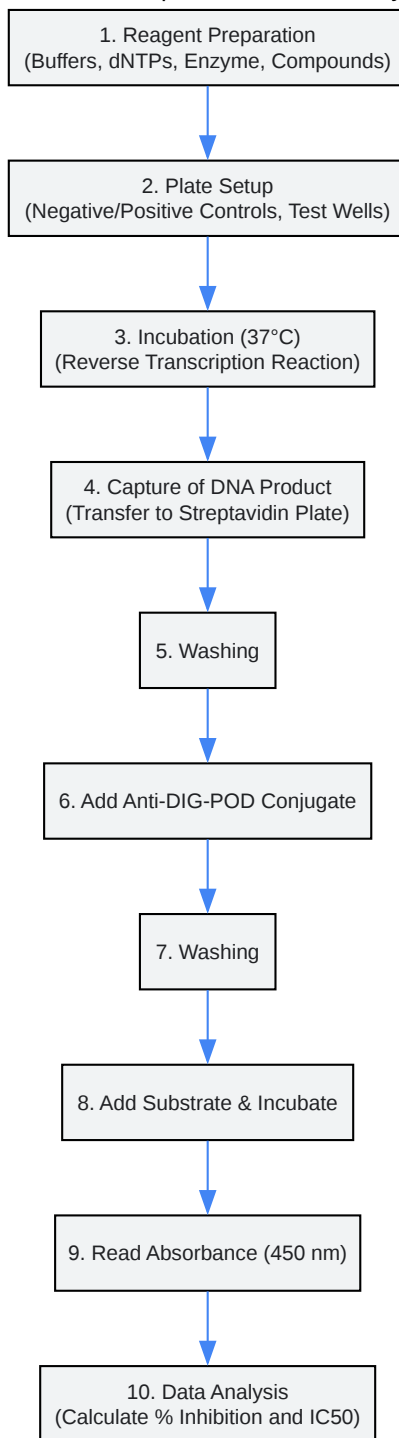 1. Reagent Preparation
(Buffers, dNTPs, Enzyme, Compounds)
2. Plate Setup
(Negative/Positive Controls, Test Wells)
3. Incubation (37°C)
(Reverse Transcription Reaction)
4. Capture of DNA Product
(Transfer to Streptavidin Plate)
5. Washing
6. Add Anti-DIG-POD Conjugate
7. Washing
8. Add Substrate & Incubate
9. Read Absorbance (450 nm)
10. Data Analysis
(Calculate % Inhibition and IC50)